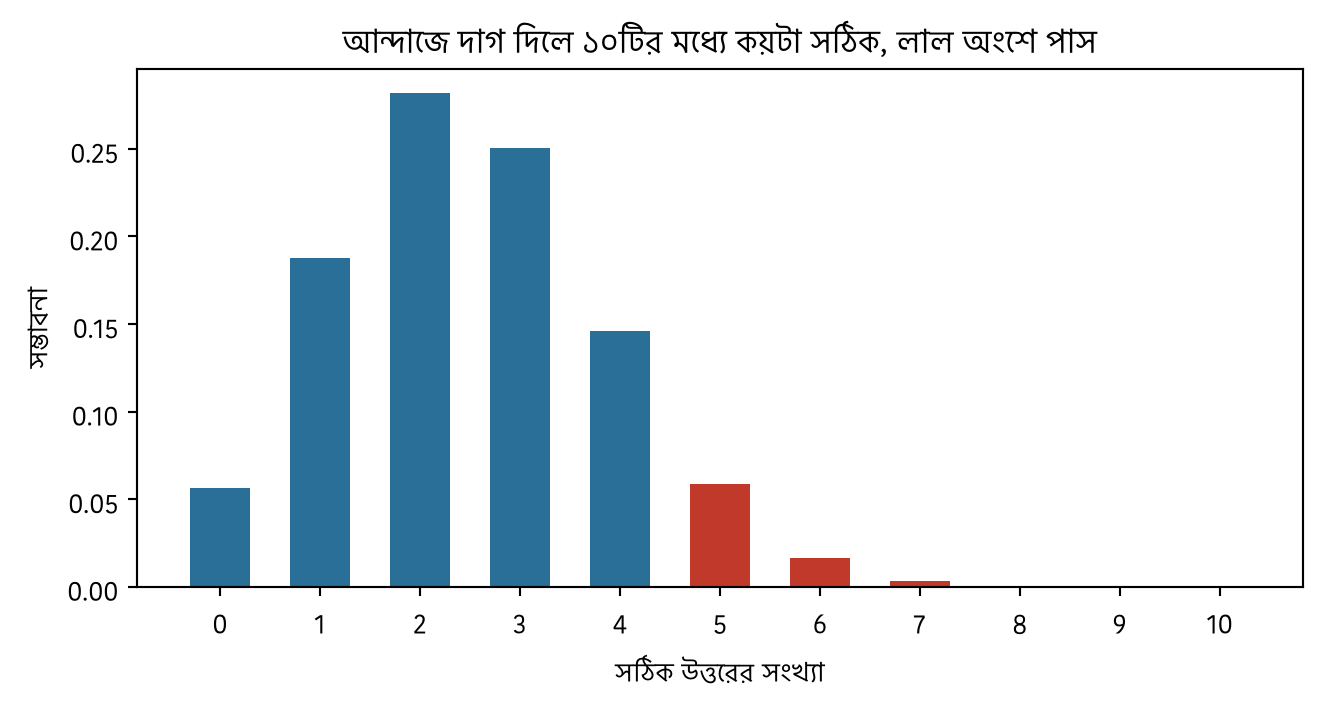 আন্দাজে দাগ দিলে ১০টির মধ্যে কয়টা সঠিক, লাল অংশে পাস
সম্ভাবনা
0.25
0.20
0.15
0.10
0.05
0.00
0 1 2 3 4 5 6 7 8 9 10
সঠিক উত্তরের সংখ্যা